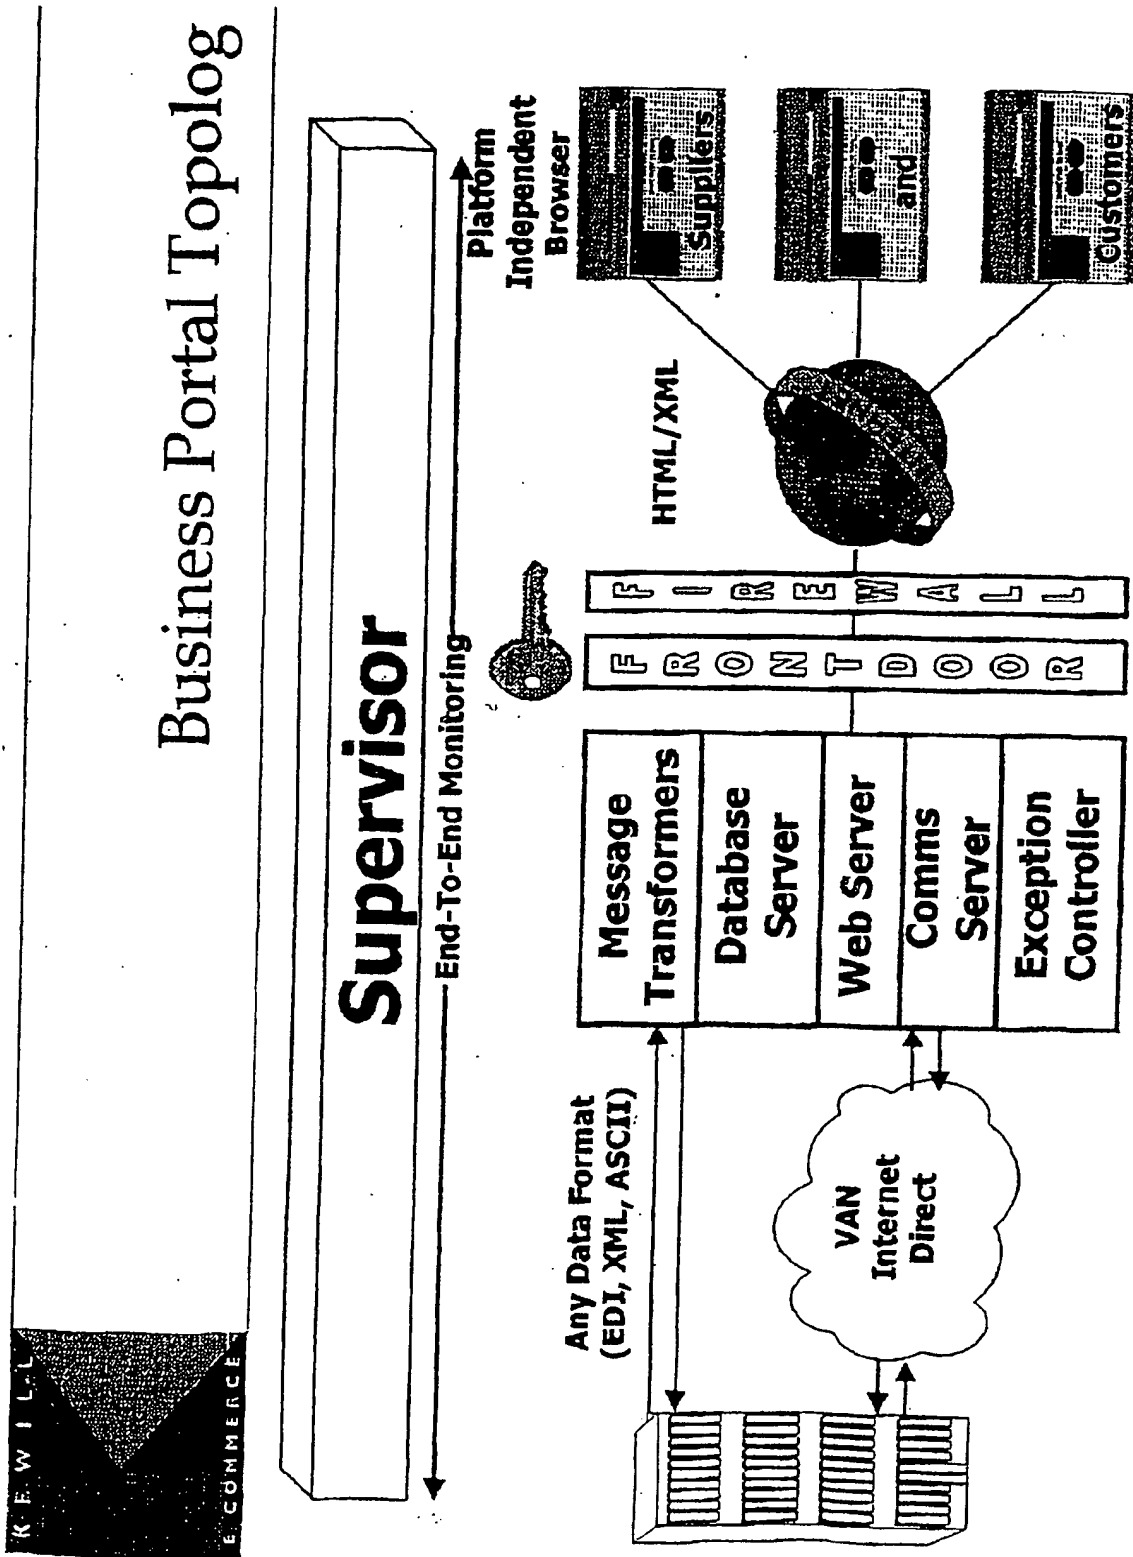 KEWILL
E COMMERCE
Business Portal Topolog
Supervisor
End-To-End Monitoring
Platform
Independent
Browser
Any Data Format
(EDI, XML, ASCII)
VAN
Internet
Direct
Message
Transformers
Database
Server
Web Server
Comms
Server
Exception
Controller
FRONTDOOR
FIREWALL
HTML/XML
Suppliers
and
Customers